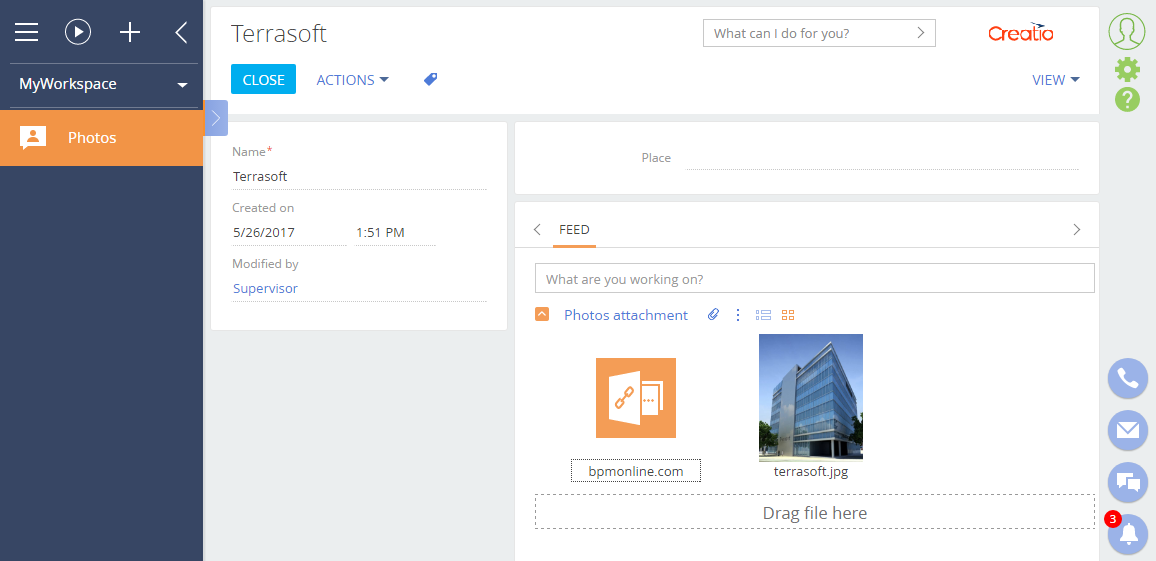 Terrasoft
What can I do for you?
Creatio
CLOSE
ACTIONS
VIEW
MyWorkspace
Photos
Name*
Terrasoft
Created on
5/26/2017
1:51 PM
Modified by
Supervisor
Place
FEED
What are you working on?
Photos attachment
bpmonline.com
terrasoft.jpg
Drag file here
?
3